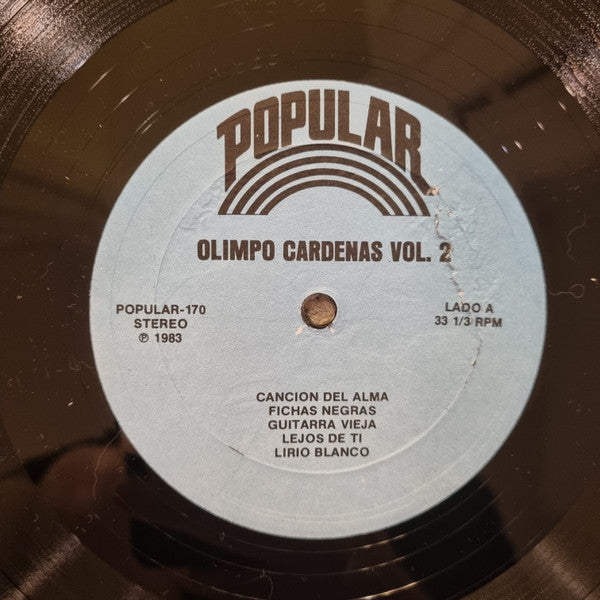 POPULAR
OLIMPO CARDENAS VOL. 2
POPULAR-170
STEREO
℗ 1983
LADO A
33 1/3 RPM
CANCION DEL ALMA
FICHAS NEGRAS
GUITARRA VIEJA
LEJOS DE TI
LIRIO BLANCO